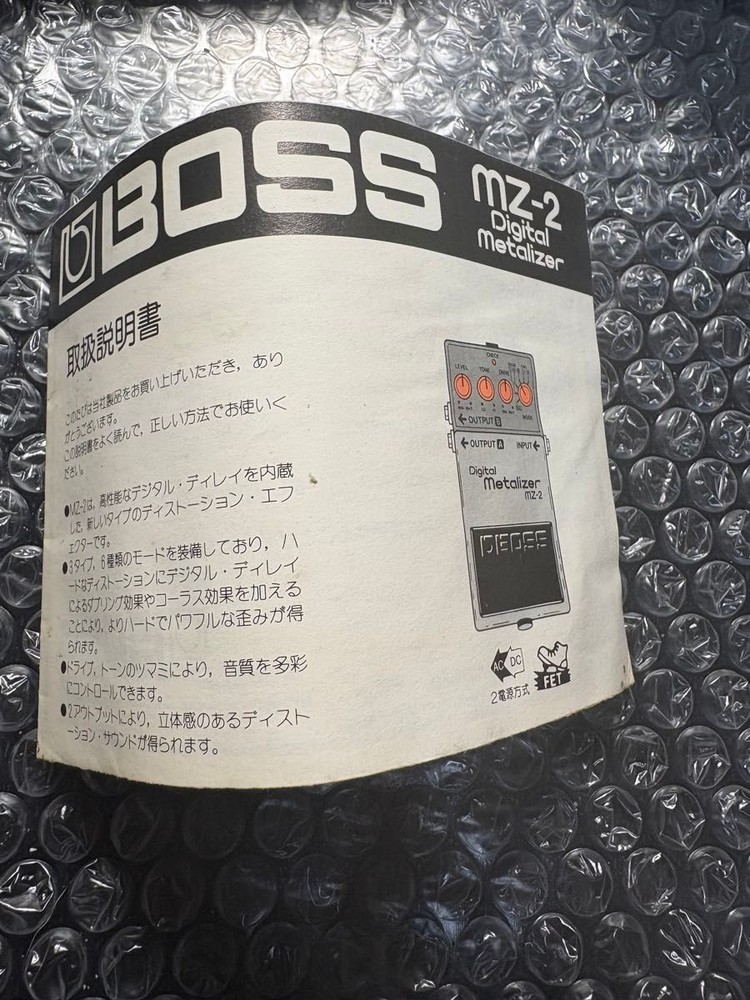 BOSS
MZ-2
Digital
Metalizer
取扱説明書
このたびは当社製品をお買い上げいただき，あり
がとうございます。
この説明書をよく読んで，正しい方法でお使いく
ださい。
●MZ-2は，高性能なデジタル・ディレイを内蔵
した，新しいタイプのディストーション・エフ
ェクターです。
●3タイプ，6種類のモードを装備しており，ハ
ードなディストーションにデジタル・ディレイ
によるダブリング効果やコーラス効果を加える
ことにより，よりハードでパワフルな歪みが得
られます。
●ドライブ，トーンのツマミにより，音質を多彩
にコントロールできます。
●2アウトプットにより，立体感のあるディスト
ーション・サウンドが得られます。
CHECK
LEVEL TONE DRIVE
MODE
←OUTPUT B
←OUTPUT A INPUT←
Digital
Metalizer
MZ-2
BOSS
AC DC
2電源方式
FET